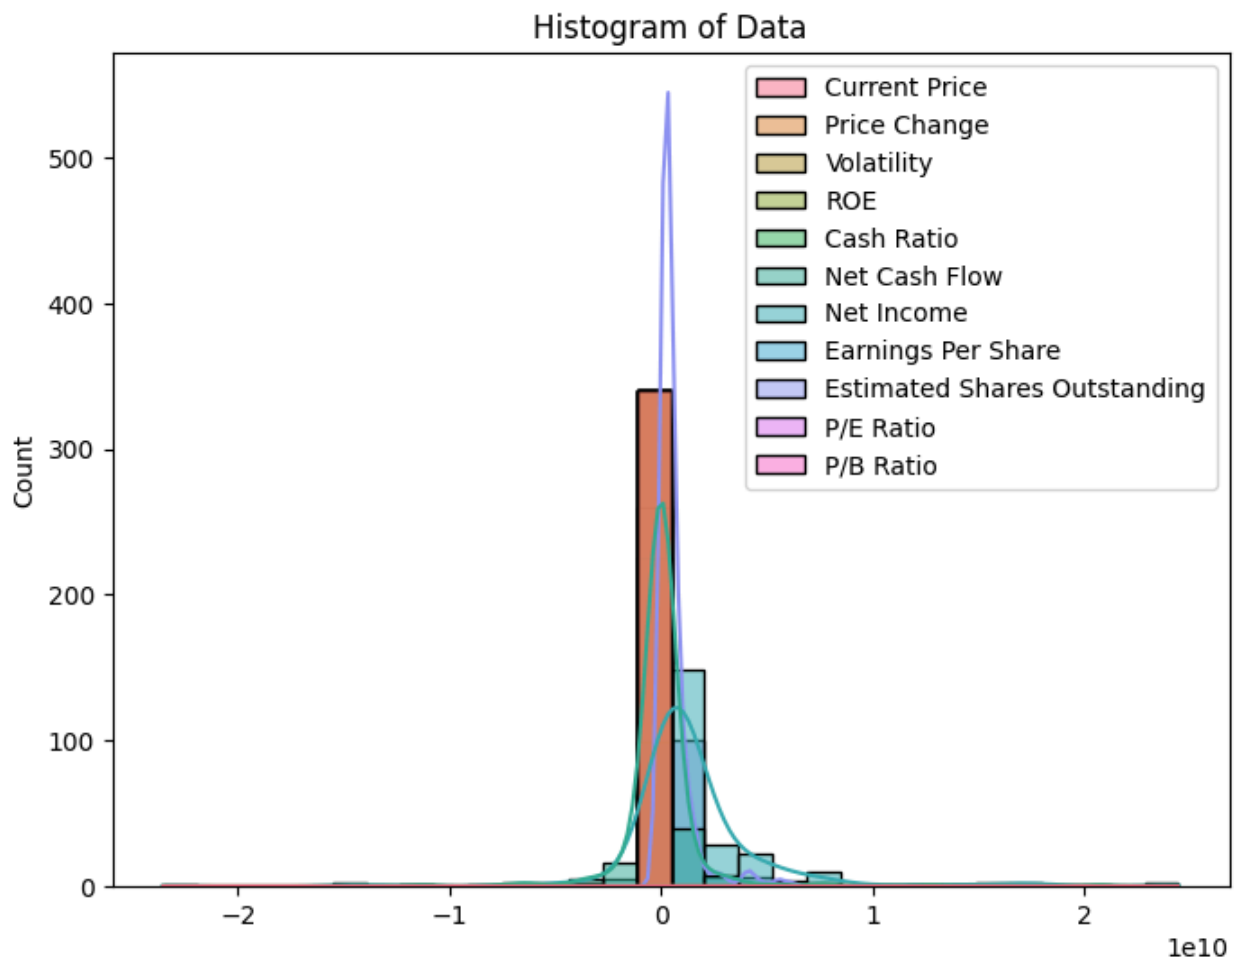 Histogram of Data
Current Price
Price Change
Volatility
ROE
Cash Ratio
Net Cash Flow
Net Income
Earnings Per Share
Estimated Shares Outstanding
P/E Ratio
P/B Ratio
Count
500
400
300
200
100
0
−2
−1
0
1
2
1e10